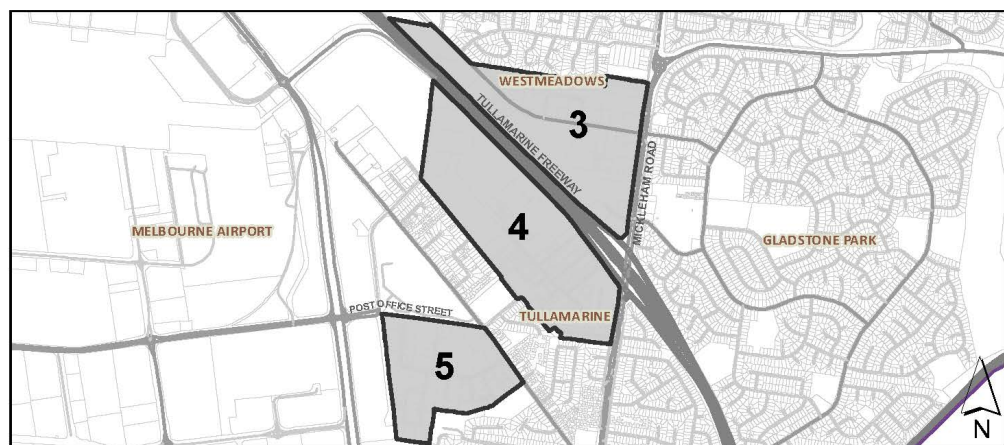 WESTMEADOWS
3
TULLAMARINE FREEWAY
MICKLEHAM ROAD
4
MELBOURNE AIRPORT
GLADSTONE PARK
POST OFFICE STREET
TULLAMARINE
5
N